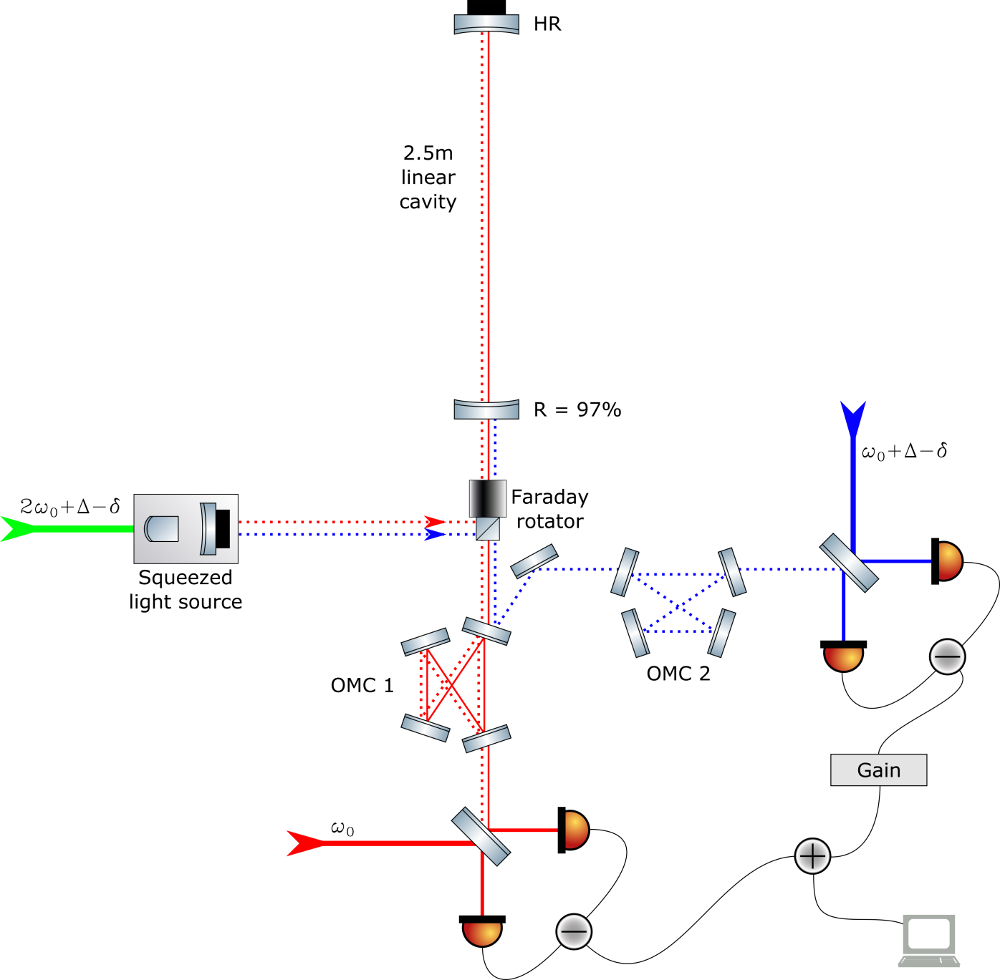 HR
2.5m
linear
cavity
R = 97%
ω₀+Δ−δ
2ω₀+Δ−δ
Faraday
rotator
Squeezed
light source
OMC 1
OMC 2
Gain
ω₀